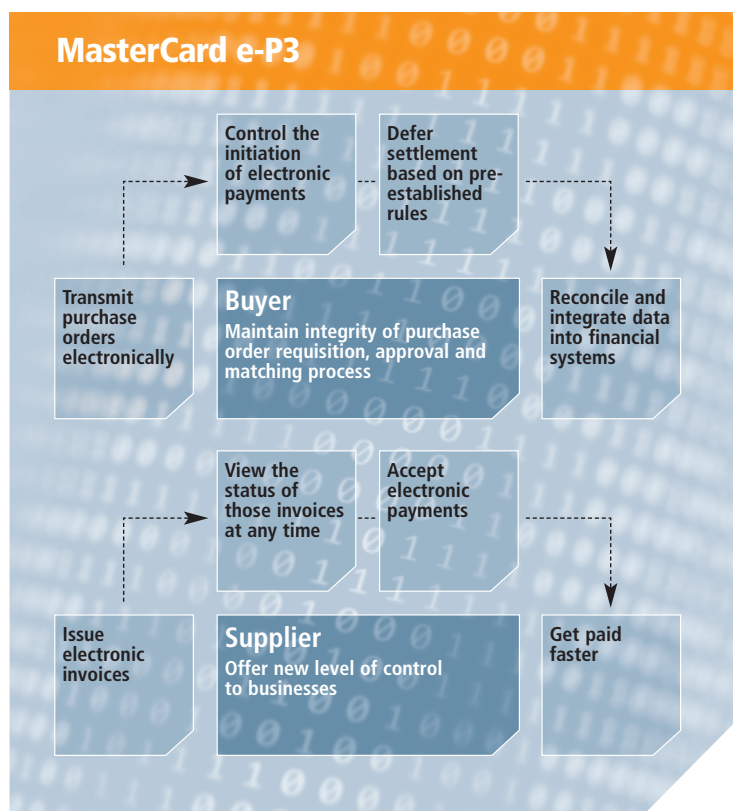 MasterCard e-P3
Control the
initiation
of electronic
payments
Defer
settlement
based on pre-
established
rules
Transmit
purchase
orders
electronically
Buyer
Maintain integrity of purchase
order requisition, approval and
matching process
Reconcile and
integrate data
into financial
systems
View the
status of
those invoices
at any time
Accept
electronic
payments
Issue
electronic
invoices
Supplier
Offer new level of control
to businesses
Get paid
faster